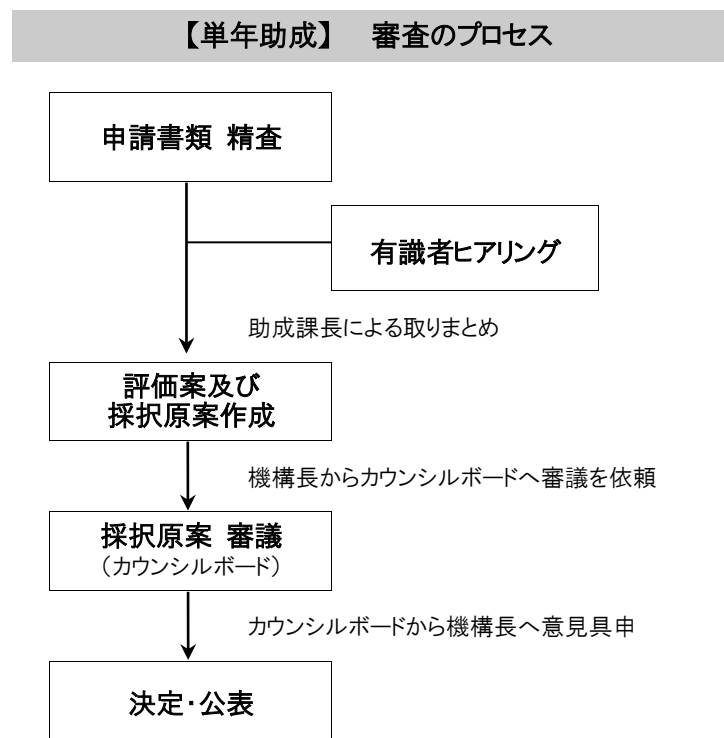 【単年助成】　審査のプロセス
申請書類 精査
有識者ヒアリング
助成課長による取りまとめ
評価案及び
採択原案作成
機構長からカウンシルボードへ審議を依頼
採択原案 審議
（カウンシルボード）
カウンシルボードから機構長へ意見具申
決定・公表